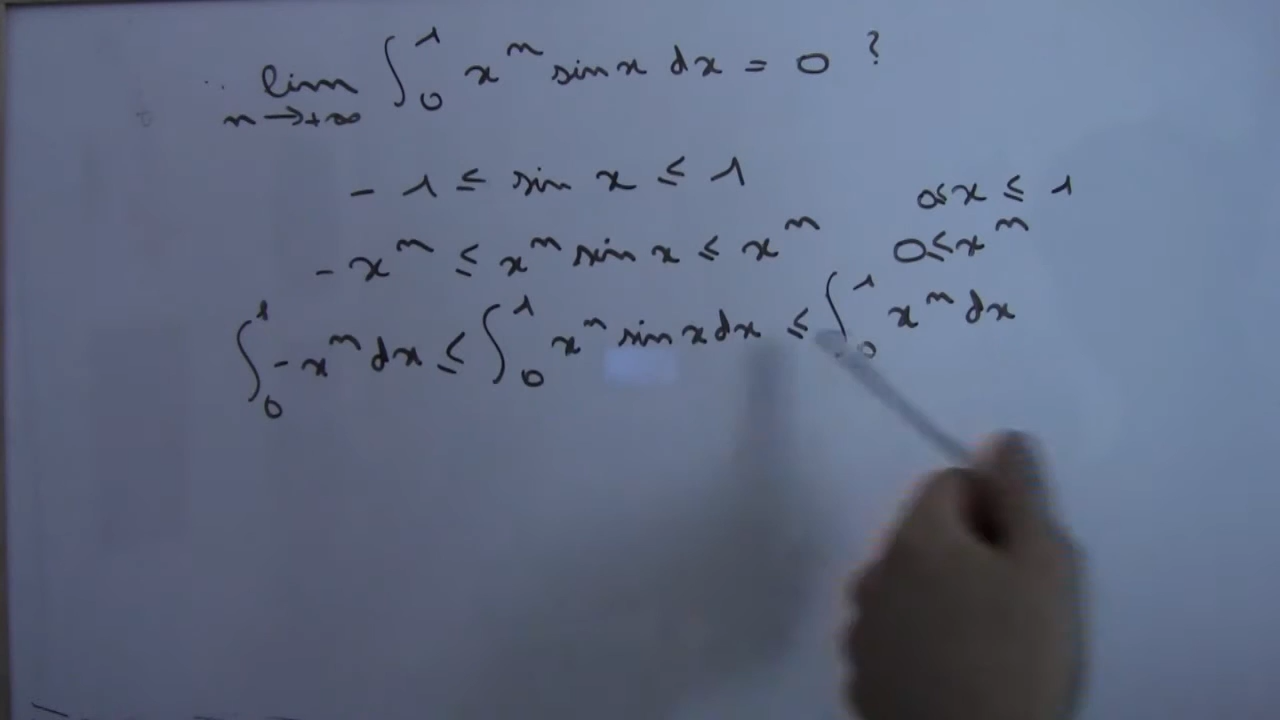 lim n→+∞ ∫₀¹ xⁿ sin x dx = 0 ?
- 1 ≤ sin x ≤ 1
0≤x ≤ 1
- xⁿ ≤ xⁿ sin x ≤ xⁿ
0≤xⁿ
∫₀¹ - xⁿ dx ≤ ∫₀¹ xⁿ sin x dx ≤ ∫₀¹ xⁿ dx